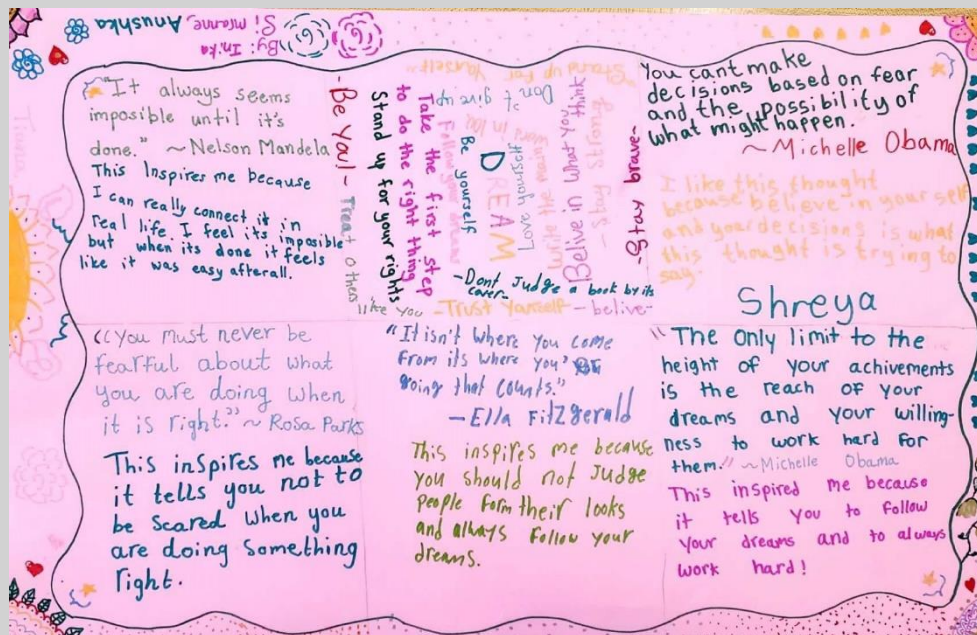 By: Inika
Si mranne
Anushka
"It always seems
imposible until it's
done." ~Nelson Mandela
This Inspires me because
I can really connect it in
real life. I feel its imposible
but when its done it feels
like it was easy afterall.
-Be You!-
Treat others
like you
Stand up for your rights
Take the first step
to do the right thing
Follow your dreams
Be yourself
Don't give up
Stand up for yourself-
DREAM
Love yourself
Belive in what you think
-Stay strong-
-Stay brave-
-Dont Judge a book by its
cover-
-Trust Yourself-
-belive-
You cant make
decisions based on fear
and the possibility of
what might happen.
~Michelle Obama
I like this thought
because believe in your self
and your decisions is what
this thought is trying to
say.
Shreya
"You must never be
fearful about what
you are doing when
it is right." ~Rosa Parks
This inspires me because
it tells you not to
be scared when you
are doing something
right.
"It isn't where you come
from its where you'
going that counts."
-Ella Fitzgerald
This inspires me because
you should not Judge
people form their looks
and always follow your
dreams.
"The only limit to the
height of your achivements
is the reach of your
dreams and your willing-
ness to work hard for
them." ~Michelle Obama
This inspired me because
it tells you to follow
your dreams and to always
work hard!